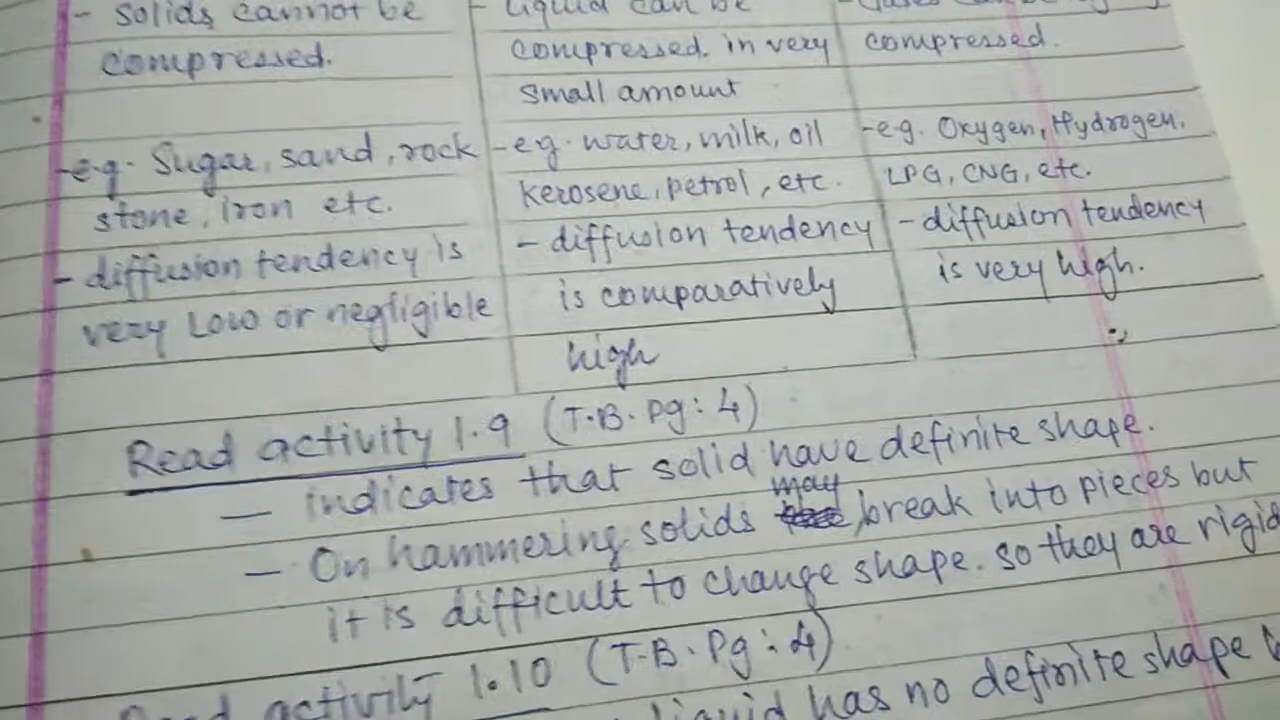 - solids cannot be
compressed.
- e.g. Sugar, sand, rock
stone, iron etc.
- diffusion tendency is
very Low or negligible
- Liquid can be
compressed. in very
small amount
- e.g. water, milk, oil
kerosene, petrol, etc.
- diffusion tendency
is comparatively
high
compressed.
- e.g. Oxygen, Hydrogen.
LPG, CNG, etc.
- diffusion tendency
is very high.
Read activity 1.9 (T.B. Pg: 4)
— indicates that solid have definite shape.
— On hammering solids may break into pieces but
it is difficult to change shape. so they are rigid
Read activity 1.10 (T.B. Pg: 4)
liquid has no definite shape